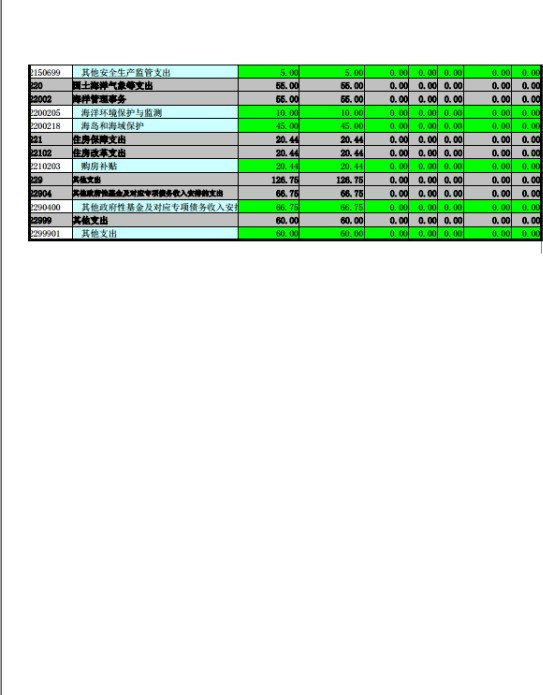 2150699 其他安全生产监管支出 5.00 5.00 0.00 0.00 0.00 0.00 0.00
220 国土海洋气象等支出 55.00 55.00 0.00 0.00 0.00 0.00 0.00
22002 海洋管理事务 55.00 55.00 0.00 0.00 0.00 0.00 0.00
2200205 海洋环境保护与监测 10.00 10.00 0.00 0.00 0.00 0.00 0.00
2200218 海岛和海域保护 45.00 45.00 0.00 0.00 0.00 0.00 0.00
221 住房保障支出 20.44 20.44 0.00 0.00 0.00 0.00 0.00
22102 住房改革支出 20.44 20.44 0.00 0.00 0.00 0.00 0.00
2210203 购房补贴 20.44 20.44 0.00 0.00 0.00 0.00 0.00
229 其他支出 126.75 126.75 0.00 0.00 0.00 0.00 0.00
22904 其他政府性基金及对应专项债务收入安排的支出 66.75 66.75 0.00 0.00 0.00 0.00 0.00
2290400 其他政府性基金及对应专项债务收入安 66.75 66.75 0.00 0.00 0.00 0.00 0.00
22999 其他支出 60.00 60.00 0.00 0.00 0.00 0.00 0.00
2299901 其他支出 60.00 60.00 0.00 0.00 0.00 0.00 0.00